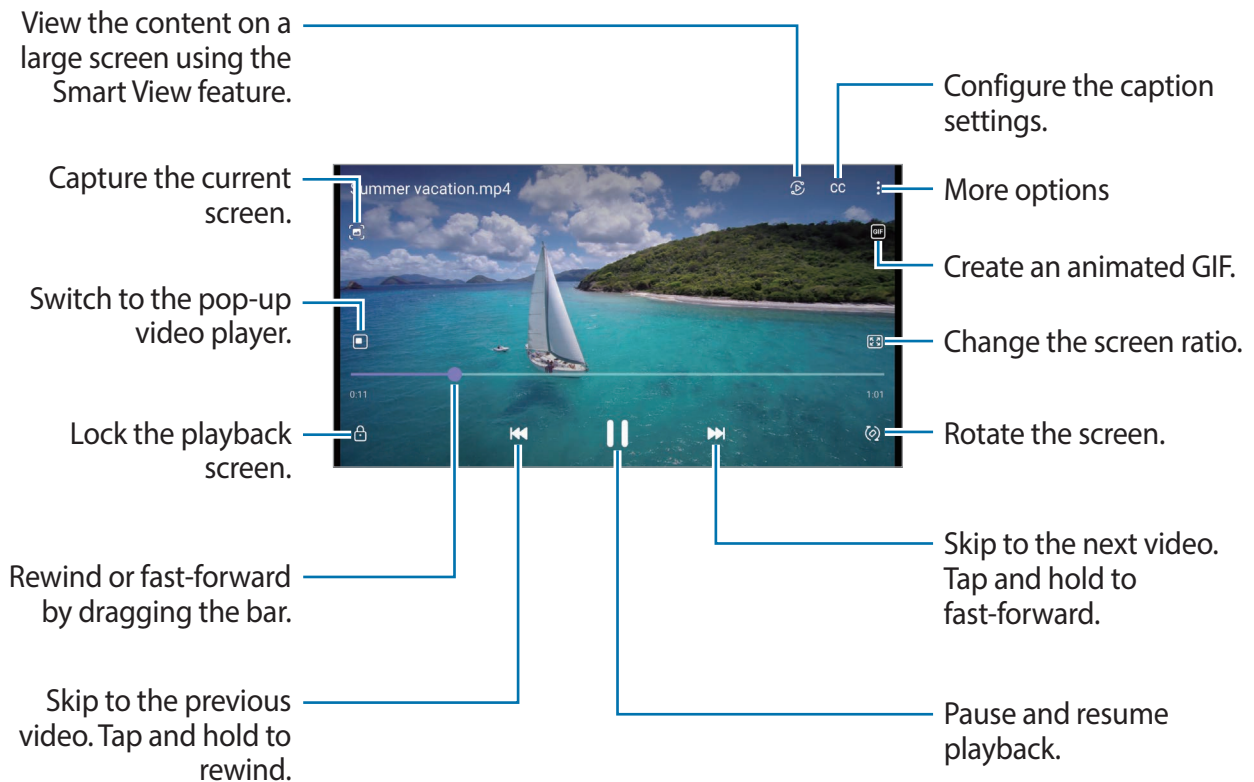 View the content on a
large screen using the
Smart View feature.
Configure the caption
settings.
Capture the current
screen.
More options
Create an animated GIF.
Switch to the pop-up
video player.
Change the screen ratio.
Lock the playback
screen.
Rotate the screen.
Rewind or fast-forward
by dragging the bar.
Skip to the next video.
Tap and hold to
fast-forward.
Skip to the previous
video. Tap and hold to
rewind.
Pause and resume
playback.
Summer vacation.mp4
CC
GIF
0:11
1:01